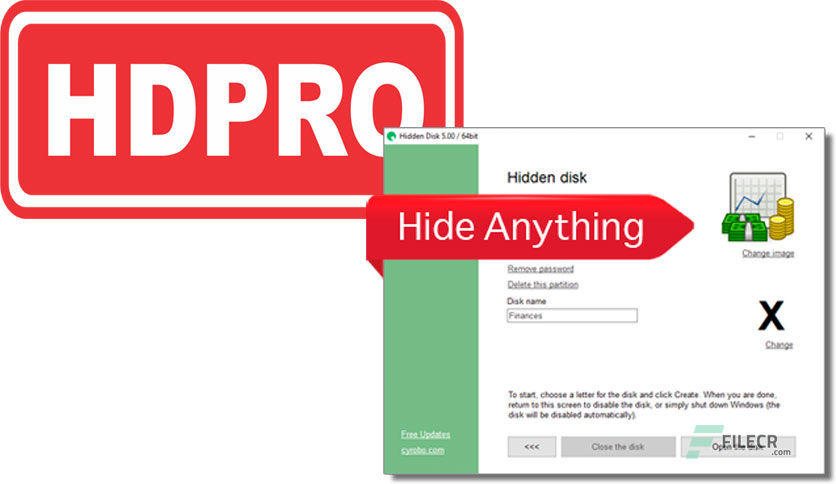 HDPRO
Hidden Disk 5.00 / 64bit
Hidden disk
Hide Anything
Change image
Remove password
Delete this partition
Disk name
Finances
X
Change
To start, choose a letter for the disk and click Create. When you are done,
return to this screen to disable the disk, or simply shut down Windows (the
disk will be disabled automatically).
Free Updates
cyrobo.com
<<<
Close the disk
Open the disk
FILECR
.com